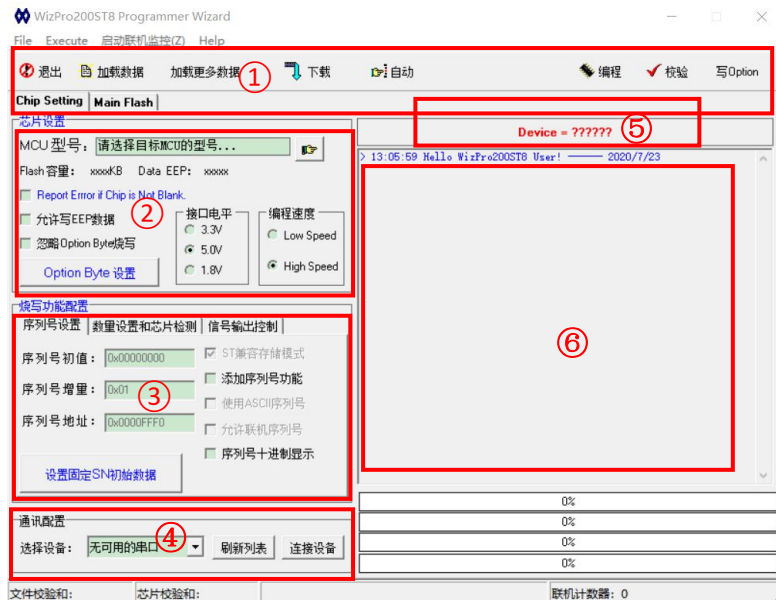 WizPro200ST8 Programmer Wizard
File Execute 启动联机监控(Z) Help
退出 加载数据 加载更多数据 ① 下载 自动 编程 校验 写Option
Chip Setting Main Flash
芯片设置
MCU 型号: 请选择目标MCU的型号...
Flash 容量: xxxxKB Data EEP: xxxxx
Report Error if Chip is Not Blank.
②
允许写EEP数据
忽略Option Byte烧写
Option Byte 设置
接口电平
3.3V
5.0V
1.8V
编程速度
Low Speed
High Speed
烧写功能配置
序列号设置 数量设置和芯片检测 信号输出控制
序列号初值: 0x00000000
序列号增量: 0x01
③
序列号地址: 0x0000FFF0
ST兼容存储模式
添加序列号功能
使用ASCII序列号
允许联机序列号
序列号十进制显示
设置固定SN初始数据
通讯配置
④
选择设备: 无可用的串口 刷新列表 连接设备
Device = ?????? ⑤
> 13:05:59 Hello WizPro200ST8 User! ——— 2020/7/23
⑥
0%
0%
0%
0%
文件校验和: 芯片校验和: 联机计数器: 0